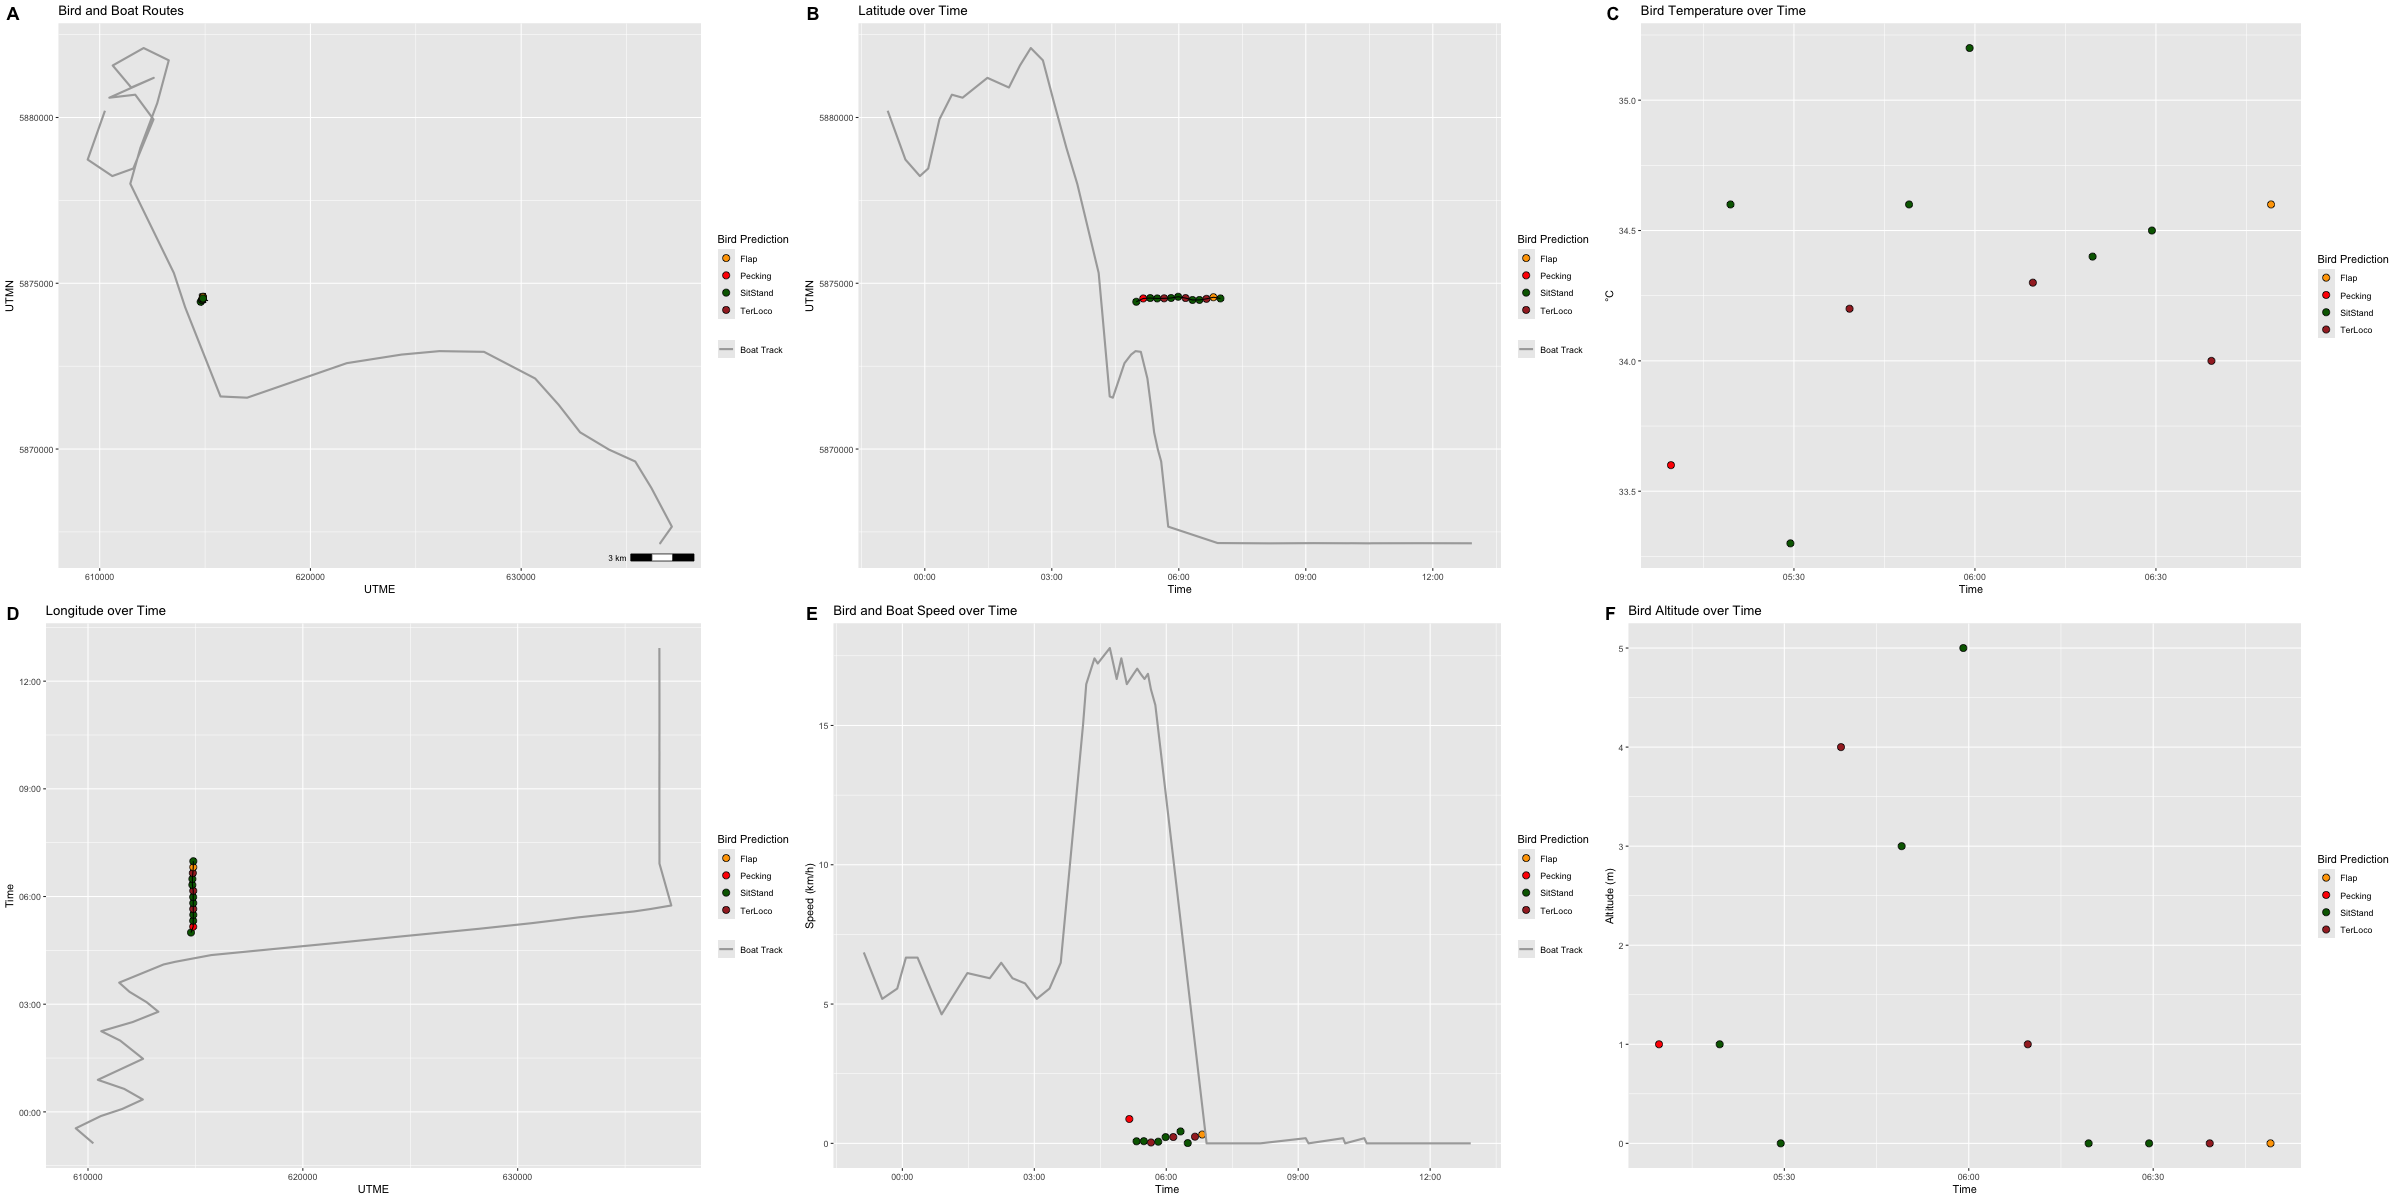 A Bird and Boat Routes
UTMN
5880000
5875000
5870000
610000 620000 630000
UTME
3 km
Bird Prediction
Flap
Pecking
SitStand
TerLoco
Boat Track
B Latitude over Time
UTMN
5880000
5875000
5870000
00:00 03:00 06:00 09:00 12:00
Time
Bird Prediction
Flap
Pecking
SitStand
TerLoco
Boat Track
C Bird Temperature over Time
°C
35.0
34.5
34.0
33.5
05:30 06:00 06:30
Time
Bird Prediction
Flap
Pecking
SitStand
TerLoco
D Longitude over Time
Time
12:00
09:00
06:00
03:00
00:00
610000 620000 630000
UTME
Bird Prediction
Flap
Pecking
SitStand
TerLoco
Boat Track
E Bird and Boat Speed over Time
Speed (km/h)
15
10
5
0
00:00 03:00 06:00 09:00 12:00
Time
Bird Prediction
Flap
Pecking
SitStand
TerLoco
Boat Track
F Bird Altitude over Time
Altitude (m)
5
4
3
2
1
0
05:30 06:00 06:30
Time
Bird Prediction
Flap
Pecking
SitStand
TerLoco